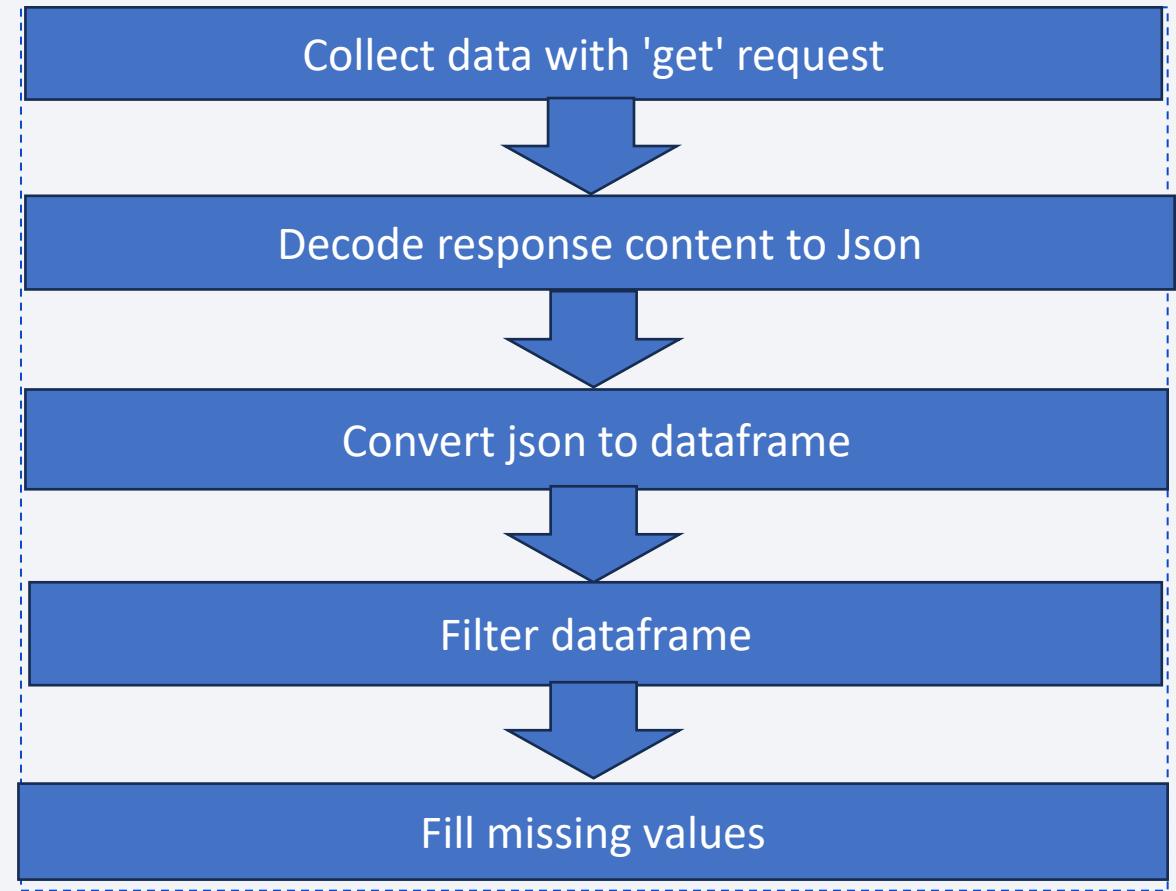 Collect data with 'get' request
Decode response content to Json
Convert json to dataframe
Filter dataframe
Fill missing values